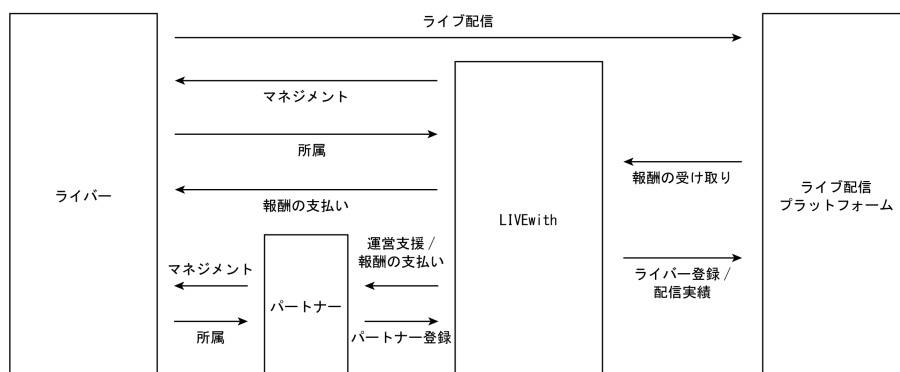 ライブ配信
マネジメント
所属
報酬の支払い
報酬の受け取り
ライバー
LIVEwith
ライブ配信
プラットフォーム
運営支援 /
報酬の支払い
マネジメント
パートナー
所属
パートナー登録
ライバー登録 /
配信実績